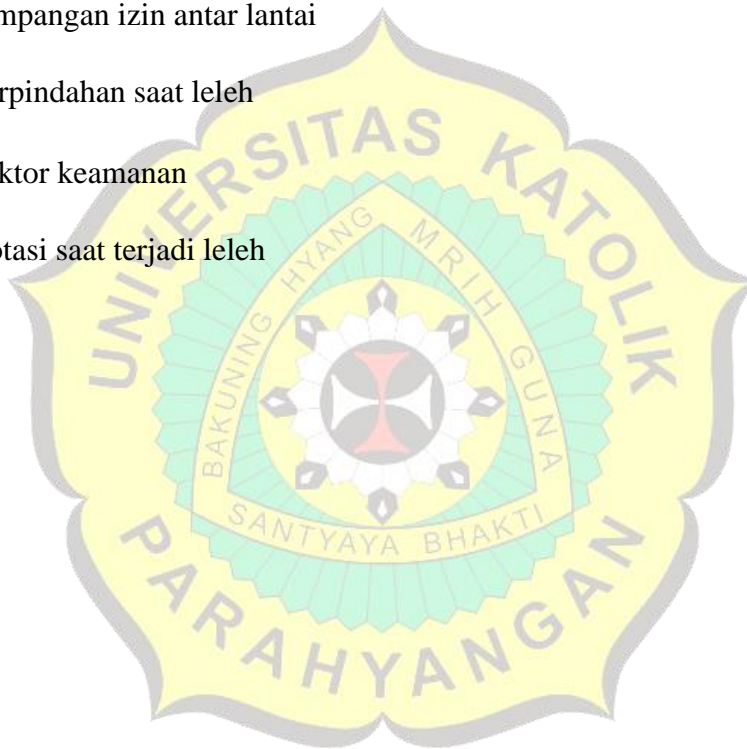 mpangan izin antar lantai
rpindahan saat leleh
ktor keamanan
otasi saat terjadi leleh
UNIVERSITAS KATOLIK
PARAHYANGAN
BAKUNING HYANG MRIH GUNA
SANTYAYA BHAKTI